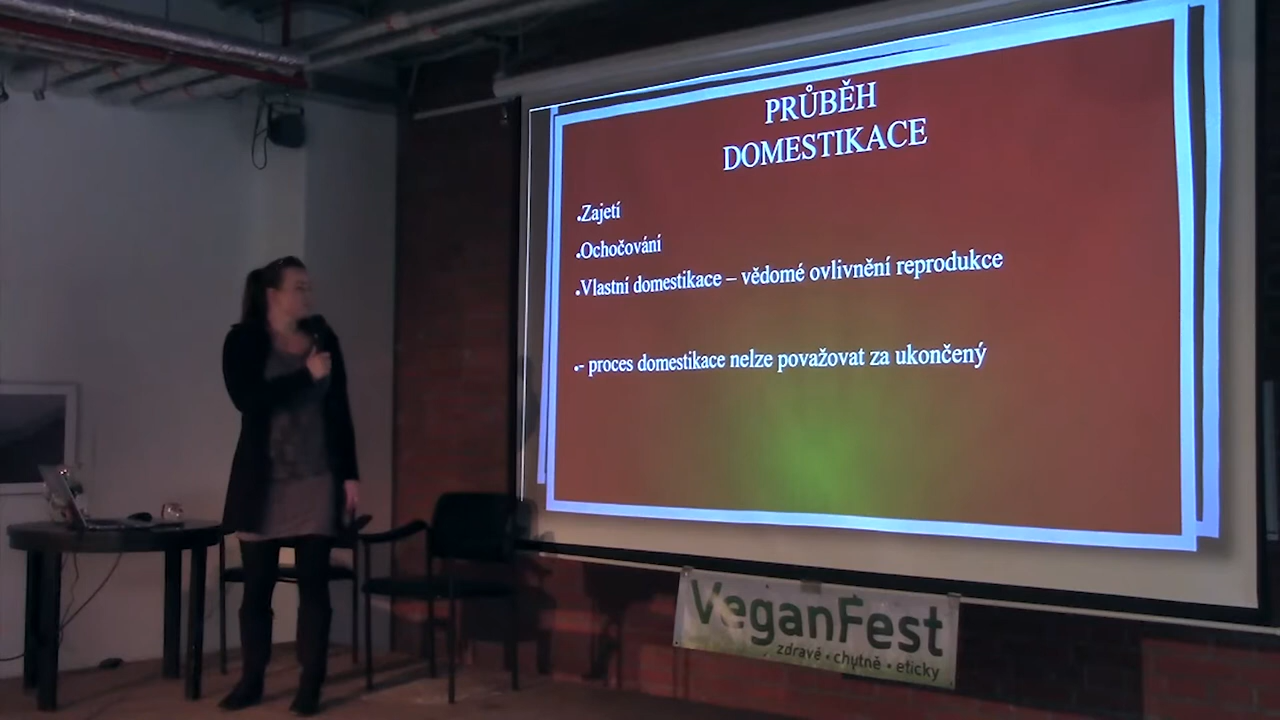 PRŮBĚH
DOMESTIKACE
•Zajetí
•Ochočování
•Vlastní domestikace – vědomé ovlivnění reprodukce
•- proces domestikace nelze považovat za ukončený
VeganFest
zdravě • chutně • eticky